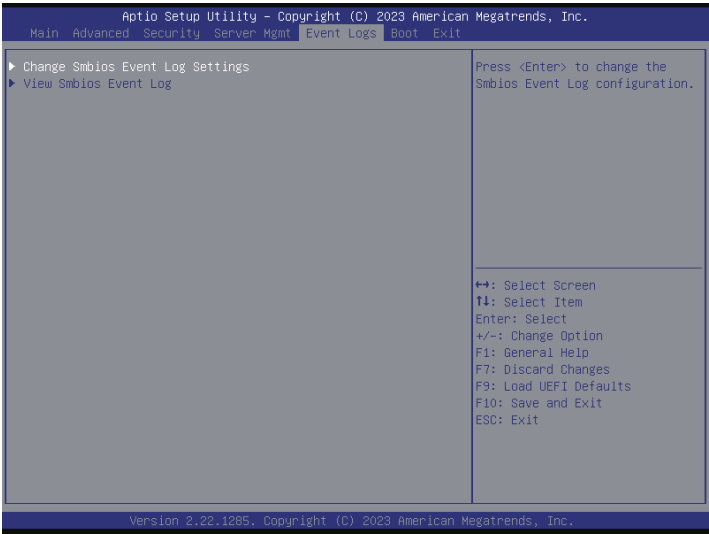 Aptio Setup Utility – Copyright (C) 2023 American Megatrends, Inc.
Main Advanced Security Server Mgmt Event Logs Boot Exit
▶ Change Smbios Event Log Settings
▶ View Smbios Event Log
Press <Enter> to change the
Smbios Event Log configuration.
↔: Select Screen
↑↓: Select Item
Enter: Select
+/-: Change Option
F1: General Help
F7: Discard Changes
F9: Load UEFI Defaults
F10: Save and Exit
ESC: Exit
Version 2.22.1285. Copyright (C) 2023 American Megatrends, Inc.